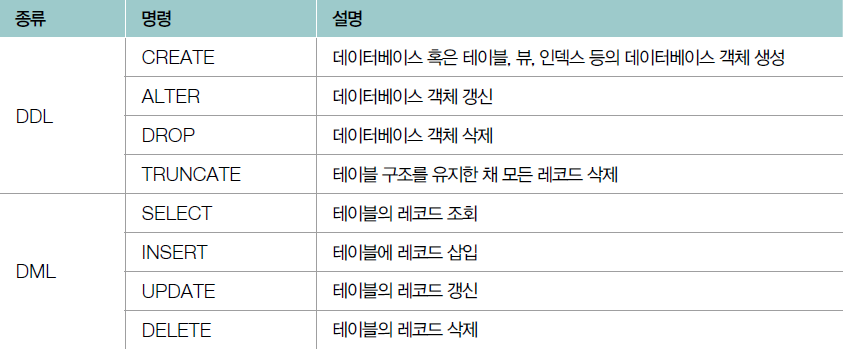 종류 명령 설명
DDL
CREATE 데이터베이스 혹은 테이블, 뷰, 인덱스 등의 데이터베이스 객체 생성
ALTER 데이터베이스 객체 갱신
DROP 데이터베이스 객체 삭제
TRUNCATE 테이블 구조를 유지한 채 모든 레코드 삭제
DML
SELECT 테이블의 레코드 조회
INSERT 테이블에 레코드 삽입
UPDATE 테이블의 레코드 갱신
DELETE 테이블의 레코드 삭제